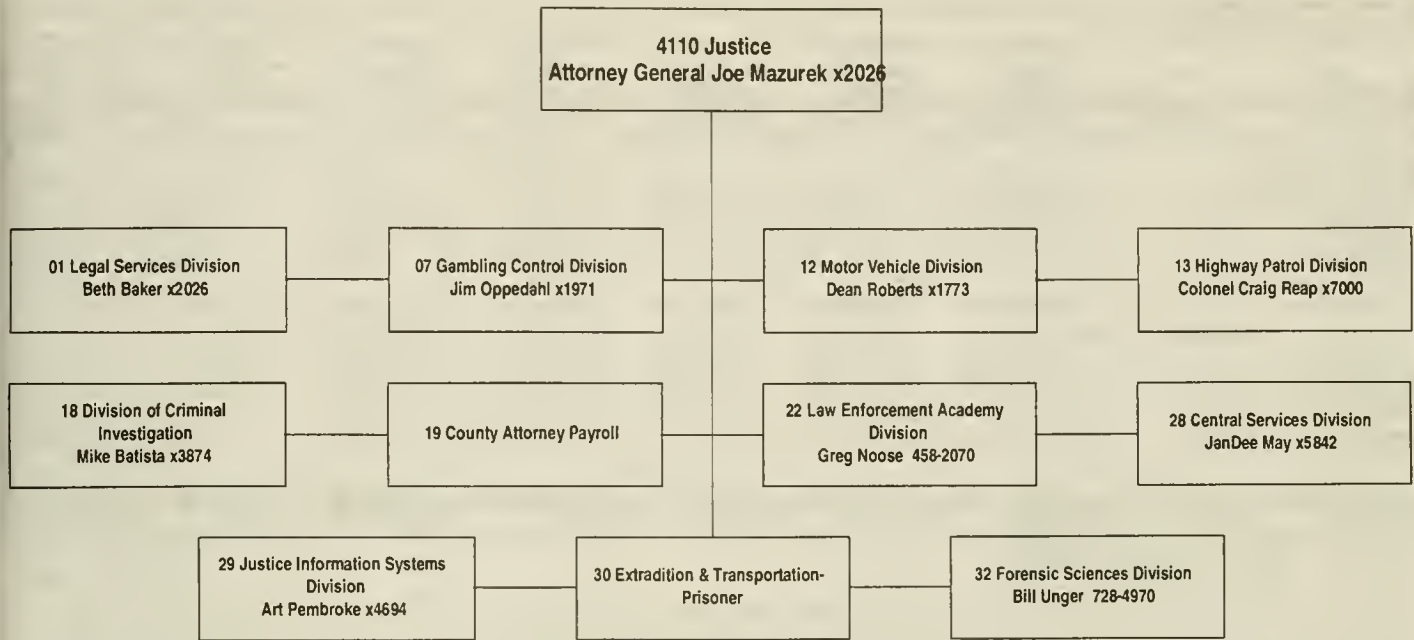 4110 Justice
Attorney General Joe Mazurek x2026
01 Legal Services Division
Beth Baker x2026
07 Gambling Control Division
Jim Oppedahl x1971
12 Motor Vehicle Division
Dean Roberts x1773
13 Highway Patrol Division
Colonel Craig Reap x7000
18 Division of Criminal
Investigation
Mike Batista x3874
19 County Attorney Payroll
22 Law Enforcement Academy
Division
Greg Noose 458-2070
28 Central Services Division
JanDee May x5842
29 Justice Information Systems
Division
Art Pembroke x4694
30 Extradition & Transportation-
Prisoner
32 Forensic Sciences Division
Bill Unger 728-4970